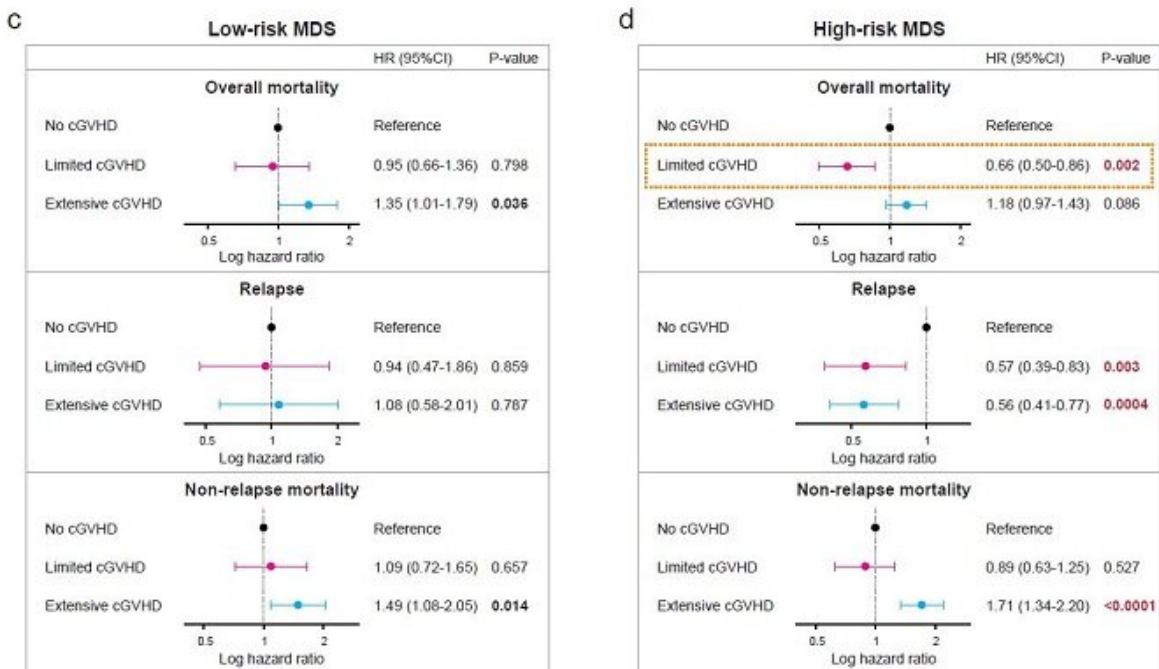 c
Low-risk MDS
HR (95%CI) P-value
Overall mortality
No cGVHD Reference
Limited cGVHD 0.95 (0.66-1.36) 0.798
Extensive cGVHD 1.35 (1.01-1.79) 0.036
0.5 1 2
Log hazard ratio
Relapse
No cGVHD Reference
Limited cGVHD 0.94 (0.47-1.86) 0.859
Extensive cGVHD 1.08 (0.58-2.01) 0.787
0.5 1 2
Log hazard ratio
Non-relapse mortality
No cGVHD Reference
Limited cGVHD 1.09 (0.72-1.65) 0.657
Extensive cGVHD 1.49 (1.08-2.05) 0.014
0.5 1 2
Log hazard ratio
d
High-risk MDS
HR (95%CI) P-value
Overall mortality
No cGVHD Reference
Limited cGVHD 0.66 (0.50-0.86) 0.002
Extensive cGVHD 1.18 (0.97-1.43) 0.086
0.5 1 2
Log hazard ratio
Relapse
No cGVHD Reference
Limited cGVHD 0.57 (0.39-0.83) 0.003
Extensive cGVHD 0.56 (0.41-0.77) 0.0004
0.5 1
Log hazard ratio
Non-relapse mortality
No cGVHD Reference
Limited cGVHD 0.89 (0.63-1.25) 0.527
Extensive cGVHD 1.71 (1.34-2.20) <0.0001
0.5 1 2
Log hazard ratio